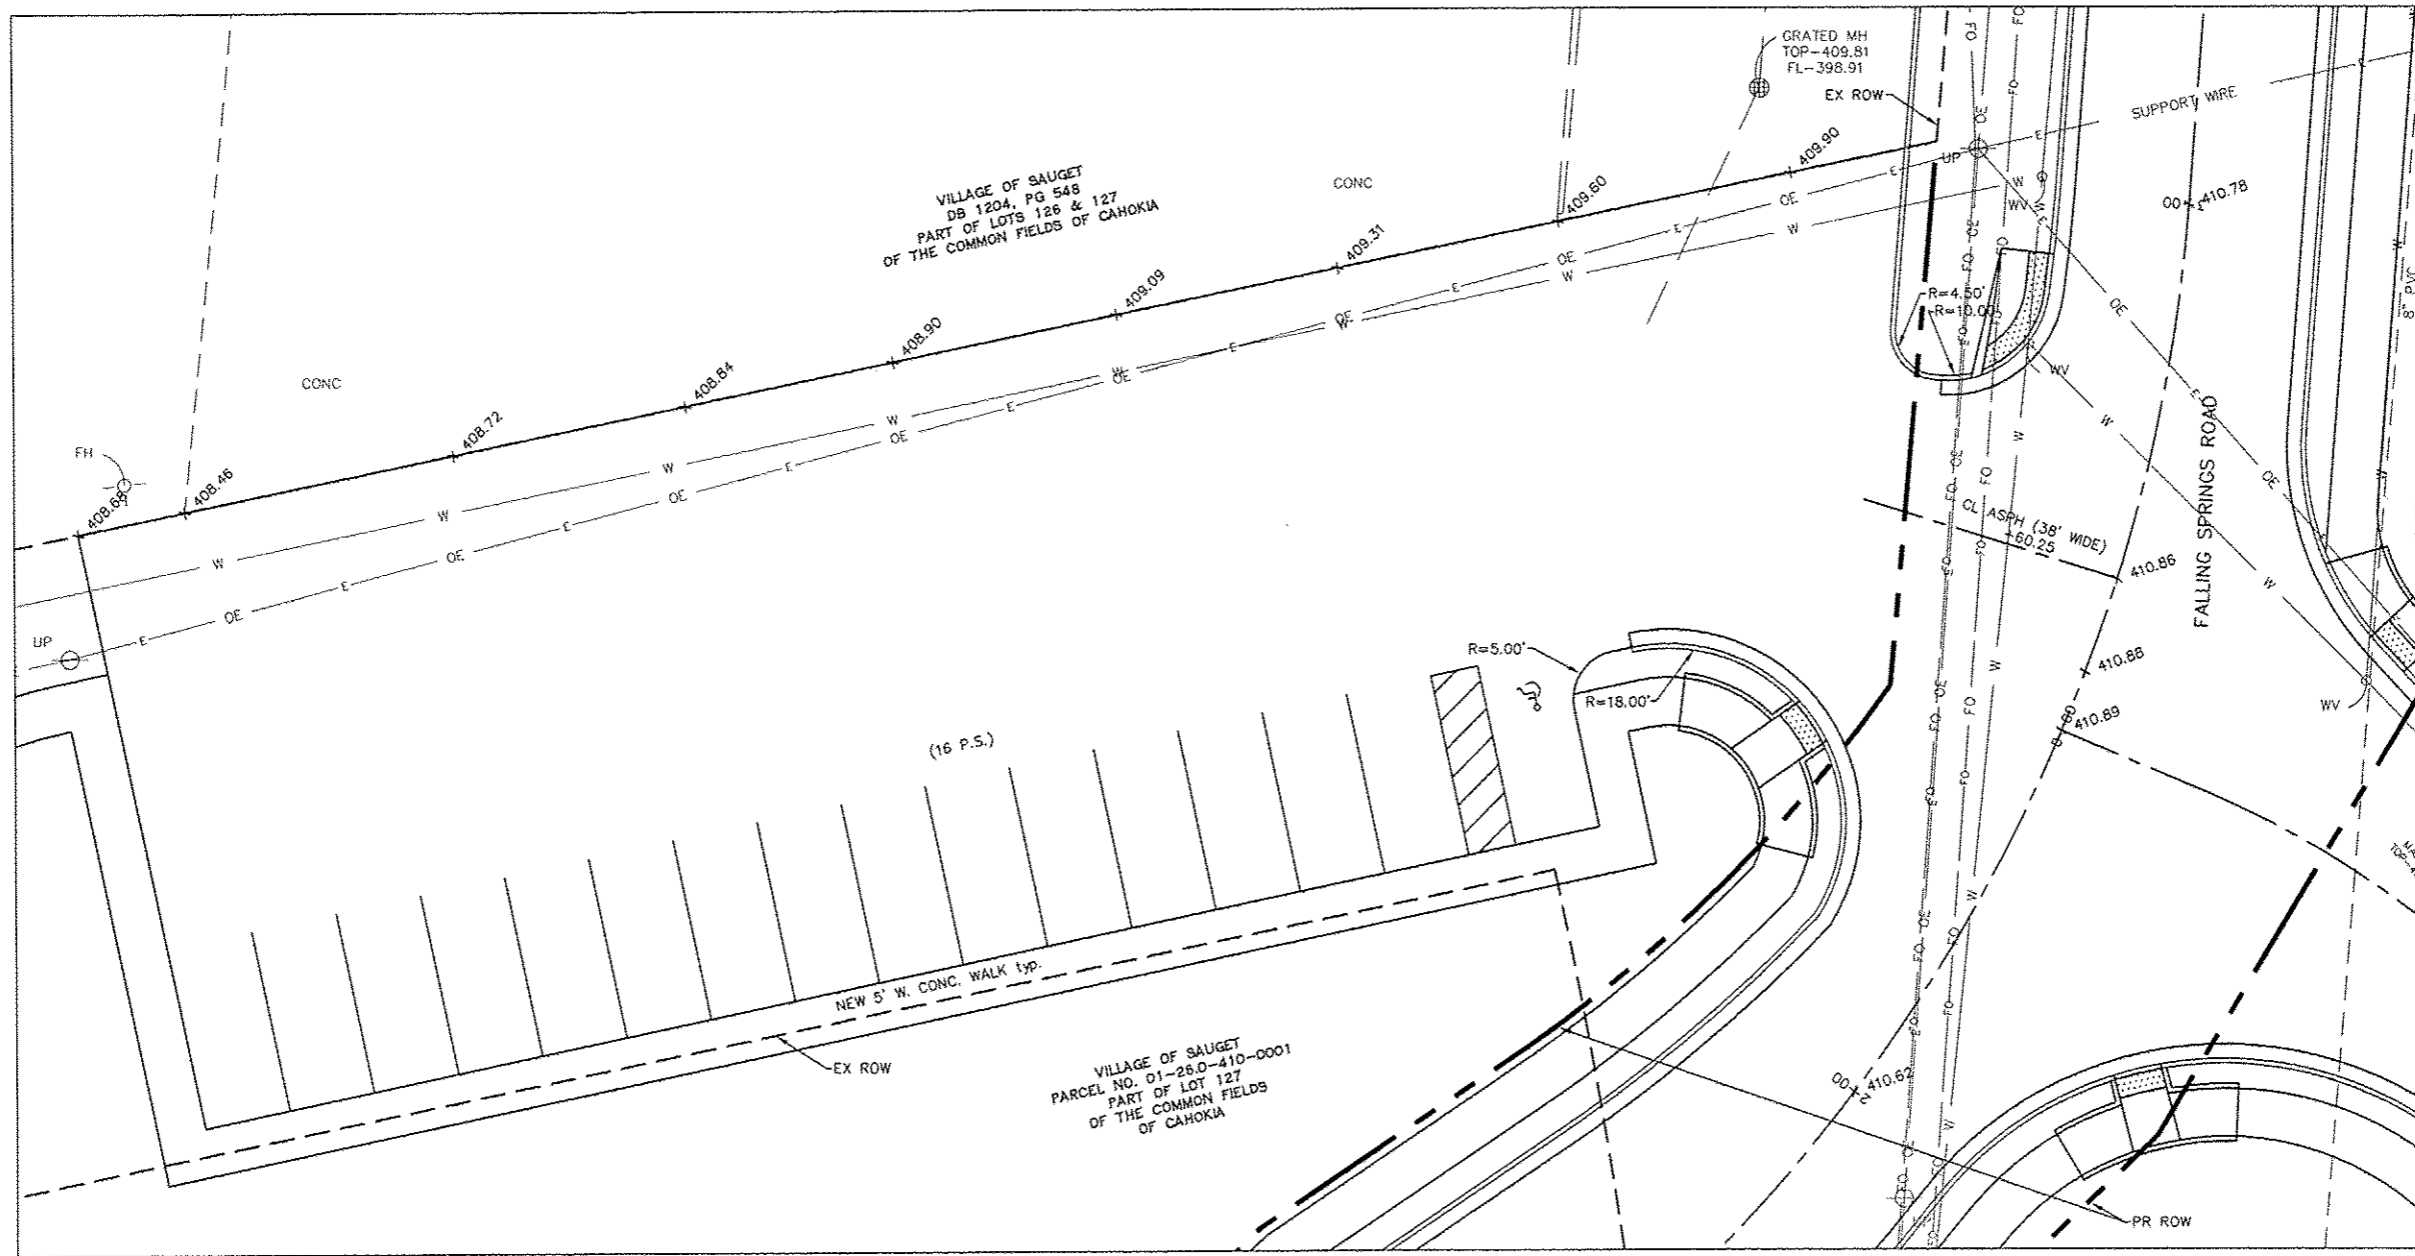 GRATED MH
TOP-409.81
FL-398.91
EX ROW
SUPPORT WIRE
UP
409.90
VILLAGE OF SAUGET
DB 1204, PG 548
PART OF LOTS 126 & 127
OF THE COMMON FIELDS OF CAHOKIA
CONC
409.60
409.31
409.09
408.90
408.84
408.72
408.46
408.68
CONC
FH
WV
00
410.78
R=4.50'
R=10.00'
WV
W
OE
E
FO
FALLING SPRINGS ROAD
CL ASPH (38' WIDE)
410.86
410.88
410.89
WV
UP
R=5.00'
R=18.00'
(16 P.S.)
NEW 5' W. CONC. WALK typ.
EX ROW
VILLAGE OF SAUGET
PARCEL NO. 01-26.0-410-0001
PART OF LOT 127
OF THE COMMON FIELDS
OF CAHOKIA
00
410.62
PR ROW